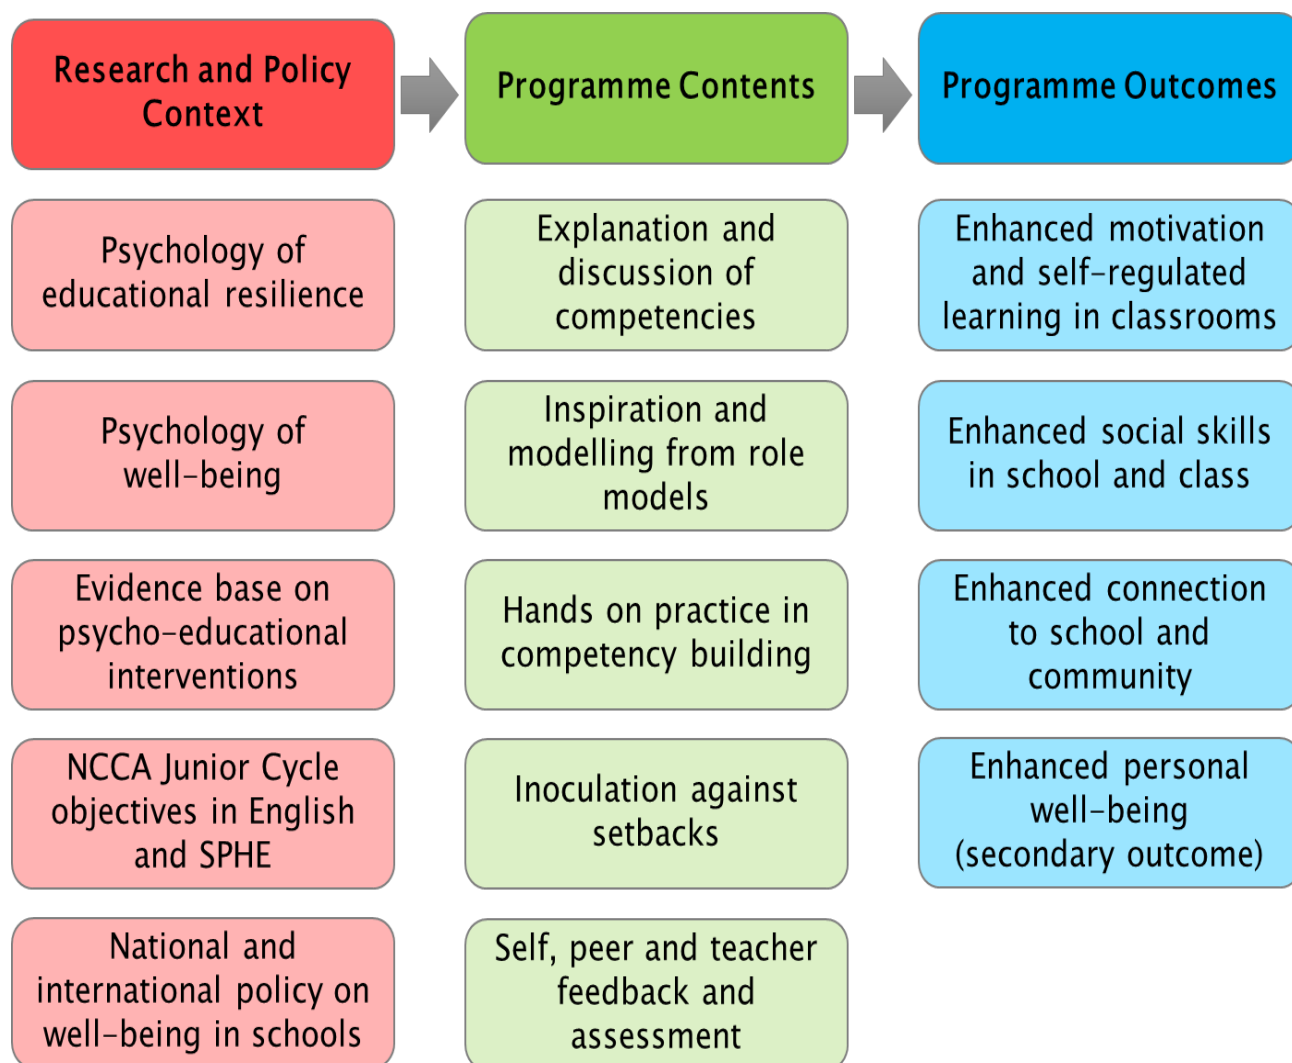 Research and Policy
Context
Programme Contents
Programme Outcomes
Psychology of
educational resilience
Psychology of
well-being
Evidence base on
psycho-educational
interventions
NCCA Junior Cycle
objectives in English
and SPHE
National and
international policy on
well-being in schools
Explanation and
discussion of
competencies
Inspiration and
modelling from role
models
Hands on practice in
competency building
Inoculation against
setbacks
Self, peer and teacher
feedback and
assessment
Enhanced motivation
and self-regulated
learning in classrooms
Enhanced social skills
in school and class
Enhanced connection
to school and
community
Enhanced personal
well-being
(secondary outcome)